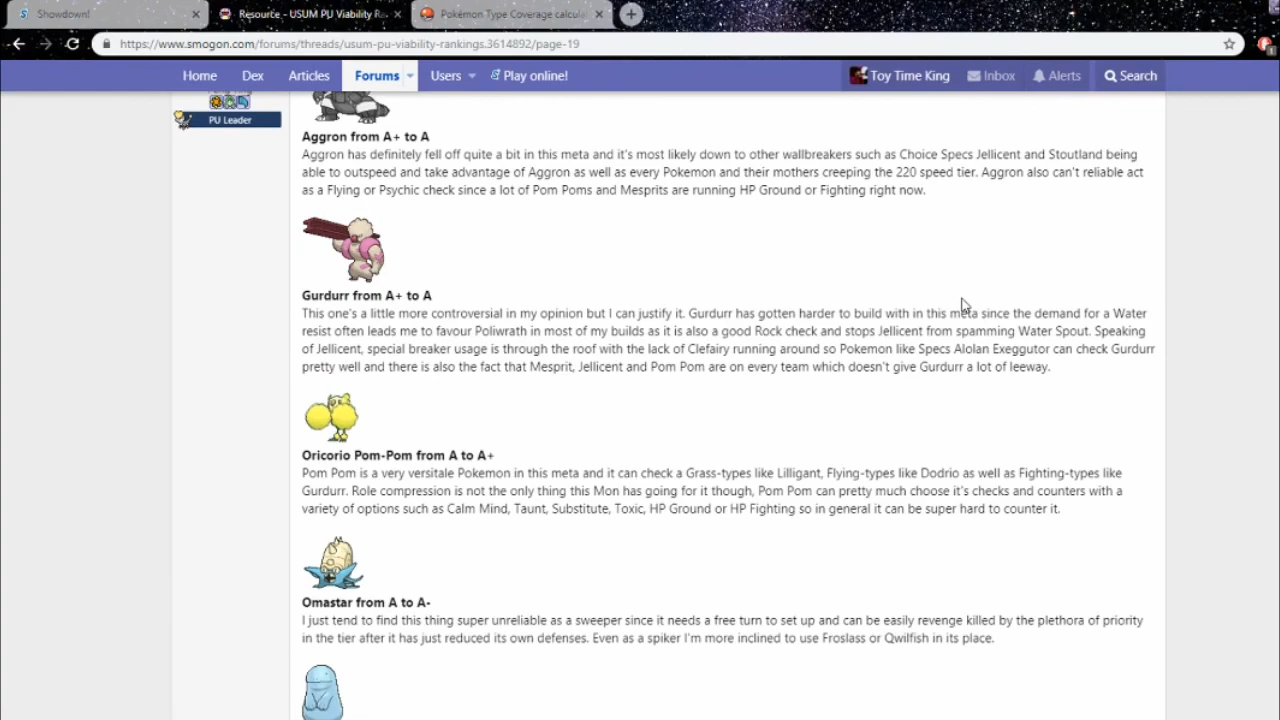 Showdown!
Resource - USUM PU Viability Ra
Pokémon Type Coverage calcula
https://www.smogon.com/forums/threads/usum-pu-viability-rankings.3614892/page-19
Home Dex Articles Forums Users Play online! Toy Time King Inbox Alerts Search
PU Leader
Aggron from A+ to A
Aggron has definitely fell off quite a bit in this meta and it's most likely down to other wallbreakers such as Choice Specs Jellicent and Stoutland being
able to outspeed and take advantage of Aggron as well as every Pokemon and their mothers creeping the 220 speed tier. Aggron also can't reliable act
as a Flying or Psychic check since a lot of Pom Poms and Mesprits are running HP Ground or Fighting right now.
Gurdurr from A+ to A
This one's a little more controversial in my opinion but I can justify it. Gurdurr has gotten harder to build with in this meta since the demand for a Water
resist often leads me to favour Poliwrath in most of my builds as it is also a good Rock check and stops Jellicent from spamming Water Spout. Speaking
of Jellicent, special breaker usage is through the roof with the lack of Clefairy running around so Pokemon like Specs Alolan Exeggutor can check Gurdurr
pretty well and there is also the fact that Mesprit, Jellicent and Pom Pom are on every team which doesn't give Gurdurr a lot of leeway.
Oricorio Pom-Pom from A to A+
Pom Pom is a very versitale Pokemon in this meta and it can check a Grass-types like Lilligant, Flying-types like Dodrio as well as Fighting-types like
Gurdurr. Role compression is not the only thing this Mon has going for it though, Pom Pom can pretty much choose it's checks and counters with a
variety of options such as Calm Mind, Taunt, Substitute, Toxic, HP Ground or HP Fighting so in general it can be super hard to counter it.
Omastar from A to A-
I just tend to find this thing super unreliable as a sweeper since it needs a free turn to set up and can be easily revenge killed by the plethora of priority
in the tier after it has just reduced its own defenses. Even as a spiker I'm more inclined to use Froslass or Qwilfish in its place.